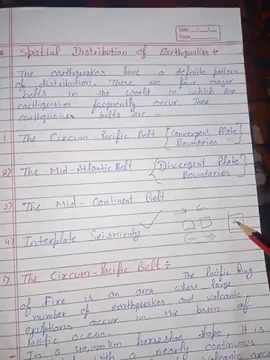 Date
Spatial Distribution of Earthquakes :-
The earthquakes have a definite pattern
of distribution. There are four major
belts in the world in which the
earthquakes frequently occur. These
earthquakes belts are -
1) The Circum-Pacific Belt [Convergent Plate
Boundaries]
2) The Mid-Atlantic Belt [Divergent Plate
Boundaries]
3) The Mid-Continent Belt
4) Interplate Seismicity
The Circum-Pacific Belt :-
The Pacific Ring
of Fire is an area where large
number of earthquakes and volcanic
eruptions occur in the basin of
Pacific
In a 40,000 km horseshoe shape, it is
with a nearly continuous